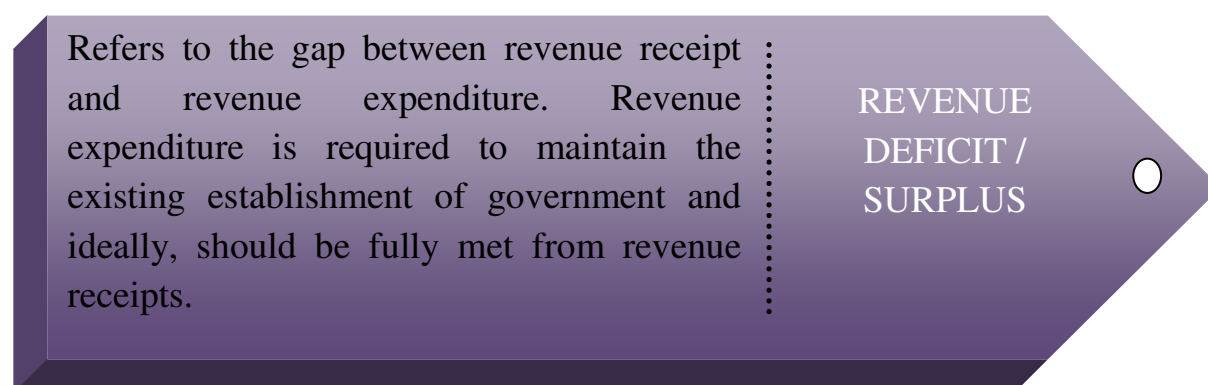 Refers to the gap between revenue receipt
and revenue expenditure. Revenue
expenditure is required to maintain the
existing establishment of government and
ideally, should be fully met from revenue
receipts.
REVENUE
DEFICIT /
SURPLUS